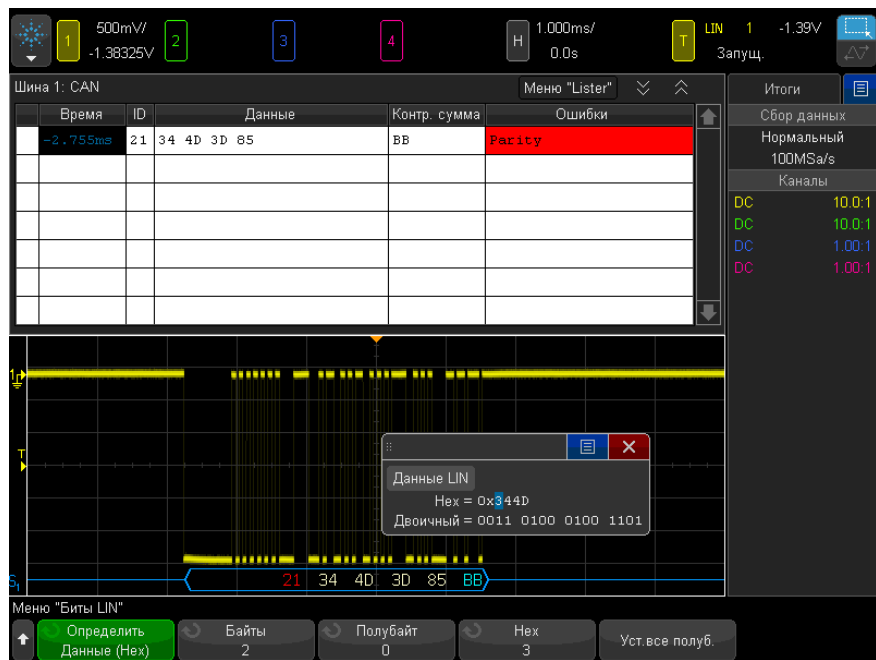 1 500mV/ -1.38325V 2 3 4 H 1.000ms/ 0.0s T LIN 1 -1.39V Запущ.
Шина 1: CAN Меню "Lister"
Время ID Данные Контр. сумма Ошибки
-2.755ms 21 34 4D 3D 85 BB Parity
Итоги
Сбор данных
Нормальный
100MSa/s
Каналы
DC 10.0:1
DC 10.0:1
DC 1.00:1
DC 1.00:1
1
T
Данные LIN
Hex = 0x344D
Двоичный = 0011 0100 0100 1101
S1 21 34 4D 3D 85 BB
Меню "Биты LIN"
Определить Данные (Hex)
Байты 2
Полубайт 0
Hex 3
Уст.все полуб.